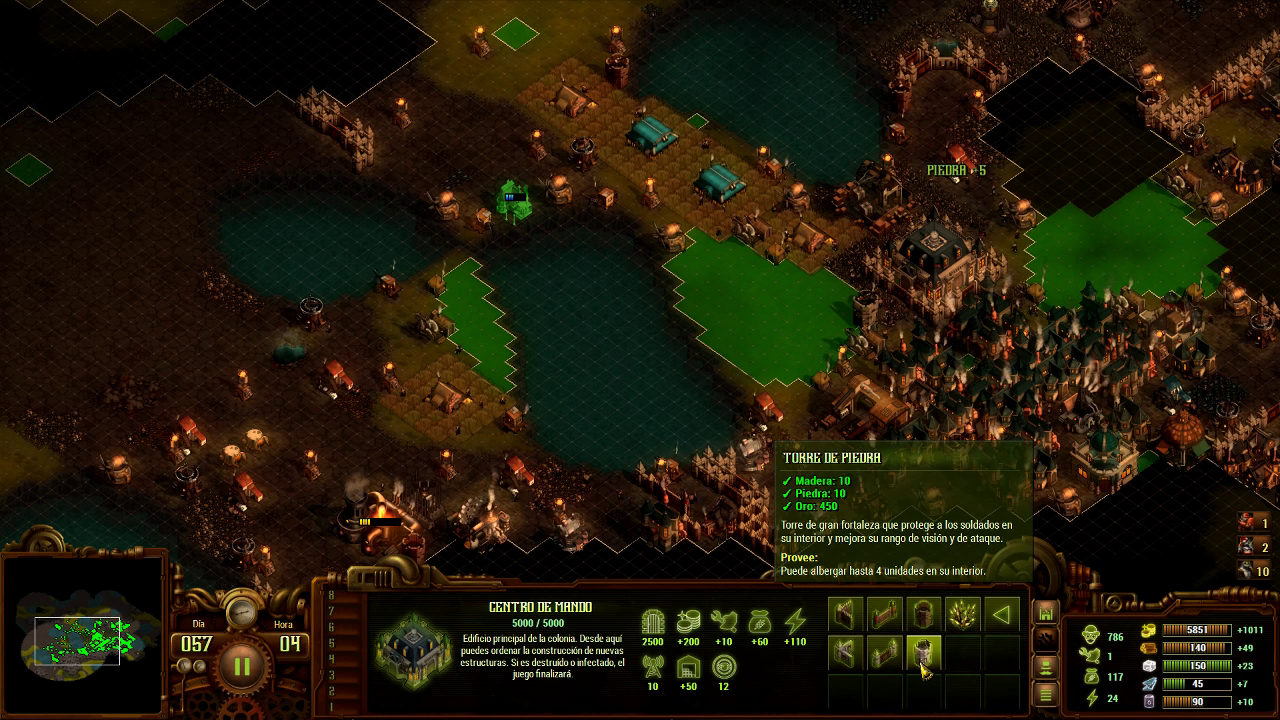 PIEDRA +5
TORRE DE PIEDRA
✓ Madera: 10
✓ Piedra: 10
✓ Oro: 450
Torre de gran fortaleza que protege a los soldados en
su interior y mejora su rango de visión y de ataque.
Provee:
Puede albergar hasta 4 unidades en su interior.
1
2
10
Día
Hora
057
04
8
7
6
5
4
3
2
1
CENTRO DE MANDO
5000 / 5000
Edificio principal de la colonia. Desde aquí
puedes ordenar la construcción de nuevas
estructuras. Si es destruido o infectado, el
juego finalizará.
2500 +200 +10 +60 +110
10 +50 12
786
1
117
24
5851 +1011
140 +49
150 +23
45 +7
90 +10